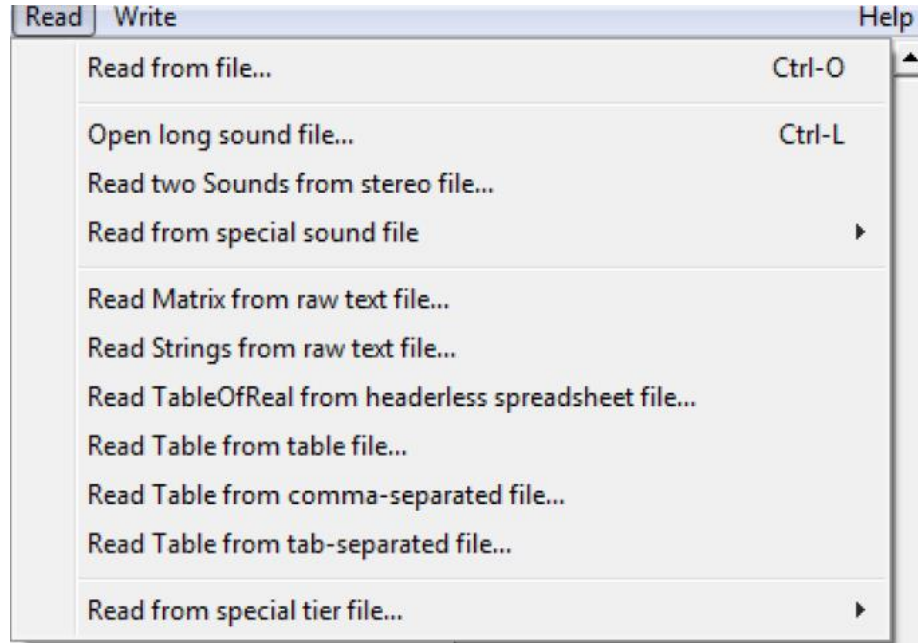 Read Write Help
Read from file... Ctrl-O
Open long sound file... Ctrl-L
Read two Sounds from stereo file...
Read from special sound file
Read Matrix from raw text file...
Read Strings from raw text file...
Read TableOfReal from headerless spreadsheet file...
Read Table from table file...
Read Table from comma-separated file...
Read Table from tab-separated file...
Read from special tier file...